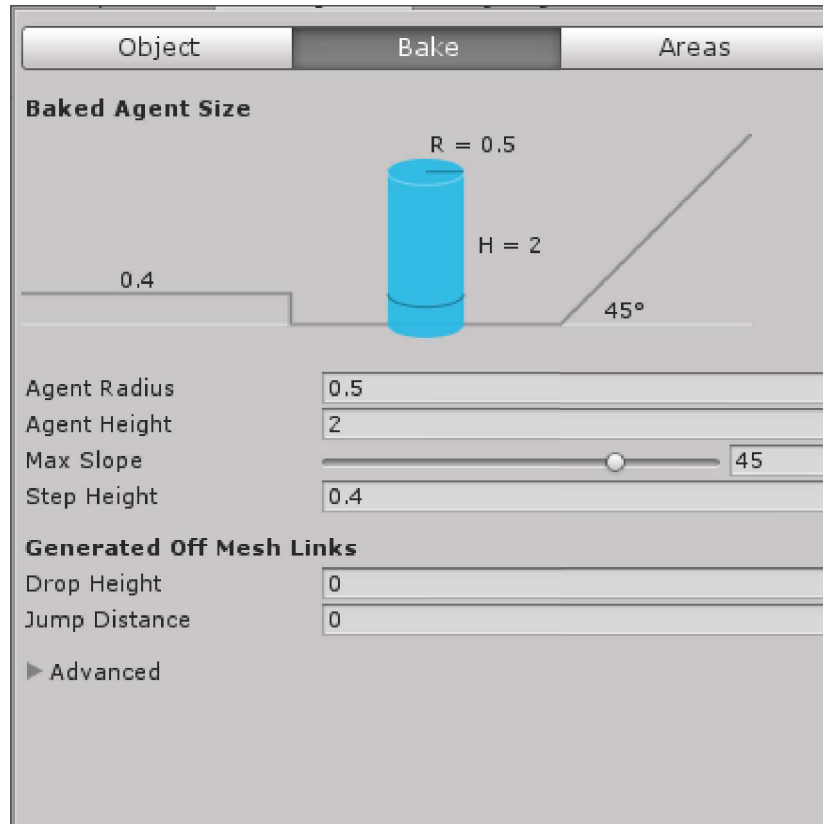 Object Bake Areas
Baked Agent Size
R = 0.5
H = 2
0.4
45°
Agent Radius 0.5
Agent Height 2
Max Slope 45
Step Height 0.4
Generated Off Mesh Links
Drop Height 0
Jump Distance 0
Advanced